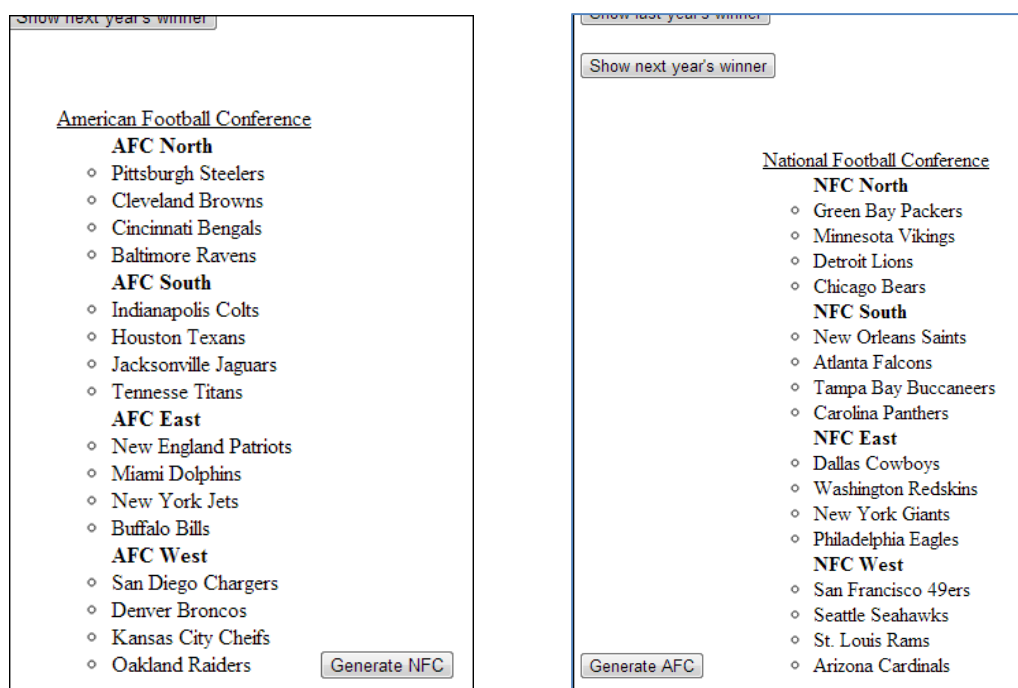 Show next year's winner
American Football Conference
AFC North
Pittsburgh Steelers
Cleveland Browns
Cincinnati Bengals
Baltimore Ravens
AFC South
Indianapolis Colts
Houston Texans
Jacksonville Jaguars
Tennesse Titans
AFC East
New England Patriots
Miami Dolphins
New York Jets
Buffalo Bills
AFC West
San Diego Chargers
Denver Broncos
Kansas City Cheifs
Oakland Raiders
Generate NFC
Show last year's winner
Show next year's winner
National Football Conference
NFC North
Green Bay Packers
Minnesota Vikings
Detroit Lions
Chicago Bears
NFC South
New Orleans Saints
Atlanta Falcons
Tampa Bay Buccaneers
Carolina Panthers
NFC East
Dallas Cowboys
Washington Redskins
New York Giants
Philadelphia Eagles
NFC West
San Francisco 49ers
Seattle Seahawks
St. Louis Rams
Arizona Cardinals
Generate AFC